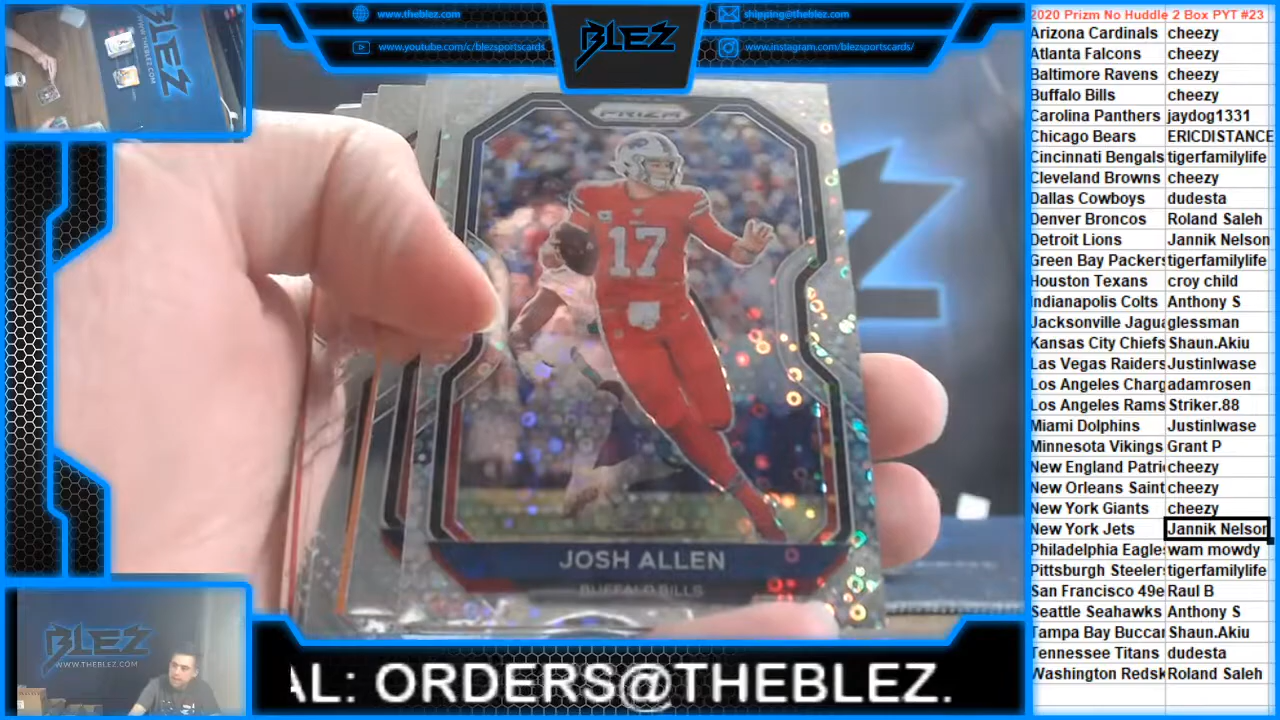 www.theblez.com
shipping@theblez.com
www.youtube.com/c/blezsportscards
www.instagram.com/blezsportscards/
BLEZ
2020 Prizm No Huddle 2 Box PYT #23
Arizona Cardinals cheezy
Atlanta Falcons cheezy
Baltimore Ravens cheezy
Buffalo Bills cheezy
Carolina Panthers jaydog1331
Chicago Bears ERICDISTANCE
Cincinnati Bengals tigerfamilylife
Cleveland Browns cheezy
Dallas Cowboys dudesta
Denver Broncos Roland Saleh
Detroit Lions Jannik Nelson
Green Bay Packers tigerfamilylife
Houston Texans croy child
Indianapolis Colts Anthony S
Jacksonville Jagua glessman
Kansas City Chiefs Shaun.Akiu
Las Vegas Raiders JustinIwase
Los Angeles Charg adamrosen
Los Angeles Rams Striker.88
Miami Dolphins JustinIwase
Minnesota Vikings Grant P
New England Patri cheezy
New Orleans Saint cheezy
New York Giants cheezy
New York Jets Jannik Nelson
Philadelphia Eagle wam mowdy
Pittsburgh Steeler tigerfamilylife
San Francisco 49e Raul B
Seattle Seahawks Anthony S
Tampa Bay Buccar Shaun.Akiu
Tennessee Titans dudesta
Washington Redsk Roland Saleh
PRIZM
17
JOSH ALLEN
BUFFALO BILLS
BLEZ
WWW.THEBLEZ.COM
BLEZ
WWW.THEBLEZ.COM
AL: ORDERS@THEBLEZ.